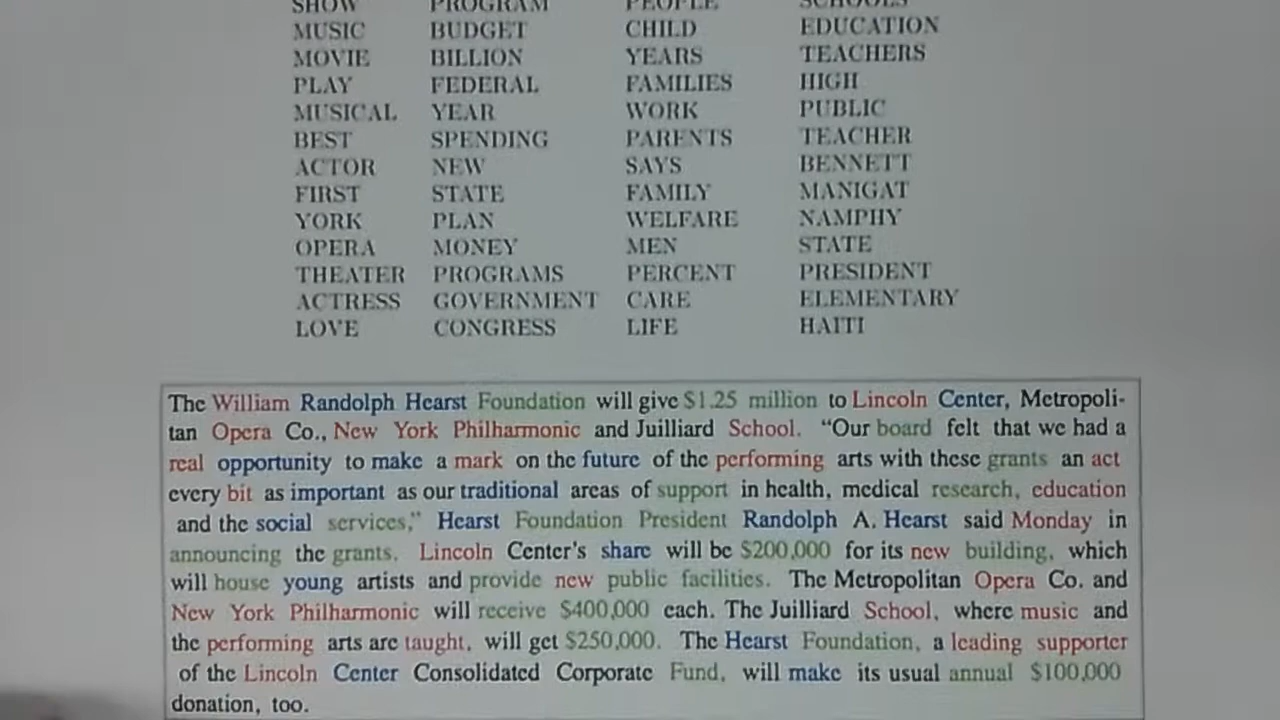 SHOW PROGRAM PEOPLE SCHOOLS
MUSIC BUDGET CHILD EDUCATION
MOVIE BILLION YEARS TEACHERS
PLAY FEDERAL FAMILIES HIGH
MUSICAL YEAR WORK PUBLIC
BEST SPENDING PARENTS TEACHER
ACTOR NEW SAYS BENNETT
FIRST STATE FAMILY MANIGAT
YORK PLAN WELFARE NAMPHY
OPERA MONEY MEN STATE
THEATER PROGRAMS PERCENT PRESIDENT
ACTRESS GOVERNMENT CARE ELEMENTARY
LOVE CONGRESS LIFE HAITI
The William Randolph Hearst Foundation will give $1.25 million to Lincoln Center, Metropoli-
tan Opera Co., New York Philharmonic and Juilliard School. "Our board felt that we had a
real opportunity to make a mark on the future of the performing arts with these grants an act
every bit as important as our traditional areas of support in health, medical research, education
and the social services," Hearst Foundation President Randolph A. Hearst said Monday in
announcing the grants. Lincoln Center's share will be $200,000 for its new building, which
will house young artists and provide new public facilities. The Metropolitan Opera Co. and
New York Philharmonic will receive $400,000 each. The Juilliard School, where music and
the performing arts are taught, will get $250,000. The Hearst Foundation, a leading supporter
of the Lincoln Center Consolidated Corporate Fund, will make its usual annual $100,000
donation, too.